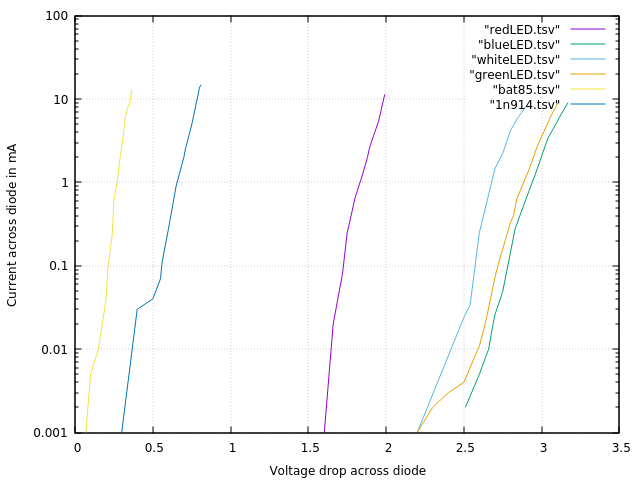 100
10
1
0.1
0.01
0.001
Current across diode in mA
"redLED.tsv"
"blueLED.tsv"
"whiteLED.tsv"
"greenLED.tsv"
"bat85.tsv"
"1n914.tsv"
0 0.5 1 1.5 2 2.5 3 3.5
Voltage drop across diode